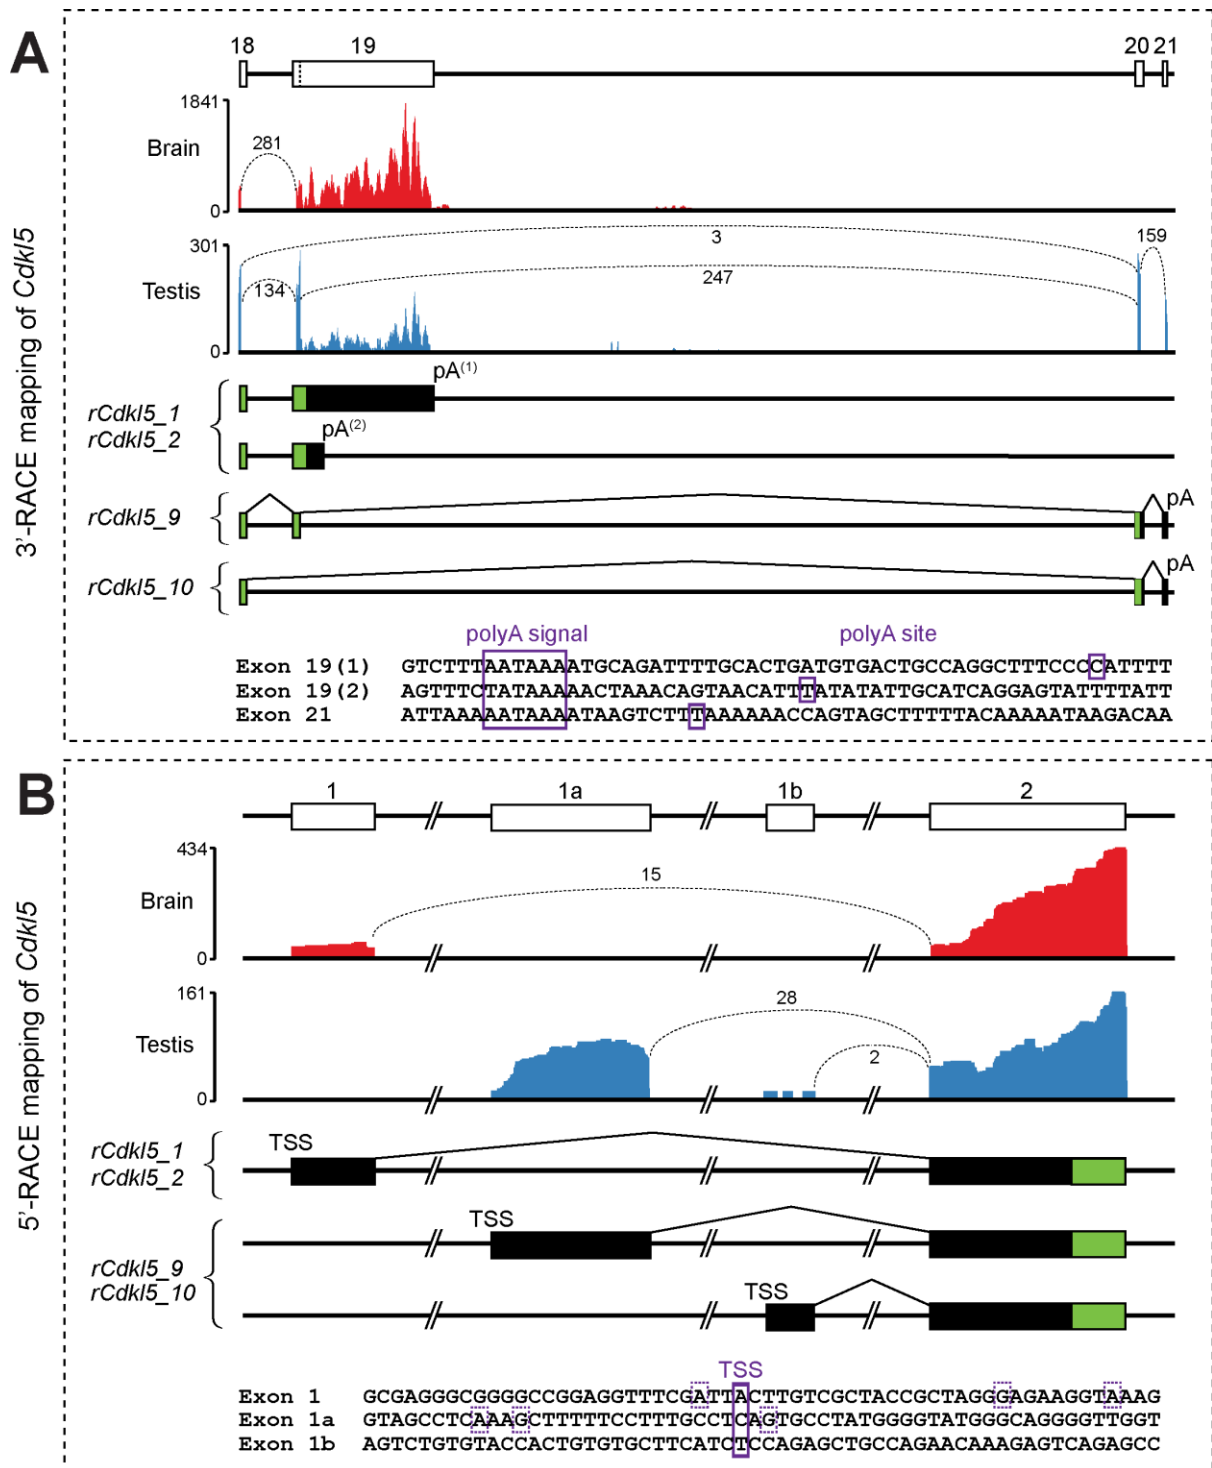 A
3'-RACE mapping of Cdkl5
18 19 20 21
1841
Brain
281
0
301
Testis
3
159
134
247
0
rCdkl5_1
rCdkl5_2
pA(1)
pA(2)
rCdkl5_9
pA
rCdkl5_10
pA
polyA signal polyA site
Exon 19(1) GTCTTTAATAAAATGCAGATTTTGCACTGATGTGACTGCCAGGCTTTCCCCATTTT
Exon 19(2) AGTTTCTATAAAAACTAAACAGTAACATTTATATATTGCATCAGGAGTATTTTATT
Exon 21 ATTAAAAATAAAATAAGTCTTTAAAAAACCAGTAGCTTTTTACAAAAATAAGACAA
B
5'-RACE mapping of Cdkl5
1 1a 1b 2
434
Brain
15
0
161
Testis
28
2
0
rCdkl5_1
rCdkl5_2
TSS
TSS
rCdkl5_9
rCdkl5_10
TSS
TSS
Exon 1 GCGAGGGCGGGGCCGGAGGTTTCGATTACTTGTCGCTACCGCTAGGGAGAAGGTAAAG
Exon 1a GTAGCCTCAAAGCTTTTTCCTTTGCCTCAGTGCCTATGGGGTATGGGCAGGGGTTGGT
Exon 1b AGTCTGTGTACCACTGTGTGCTTCATCTCCAGAGCTGCCAGAACAAAGAGTCAGAGCC